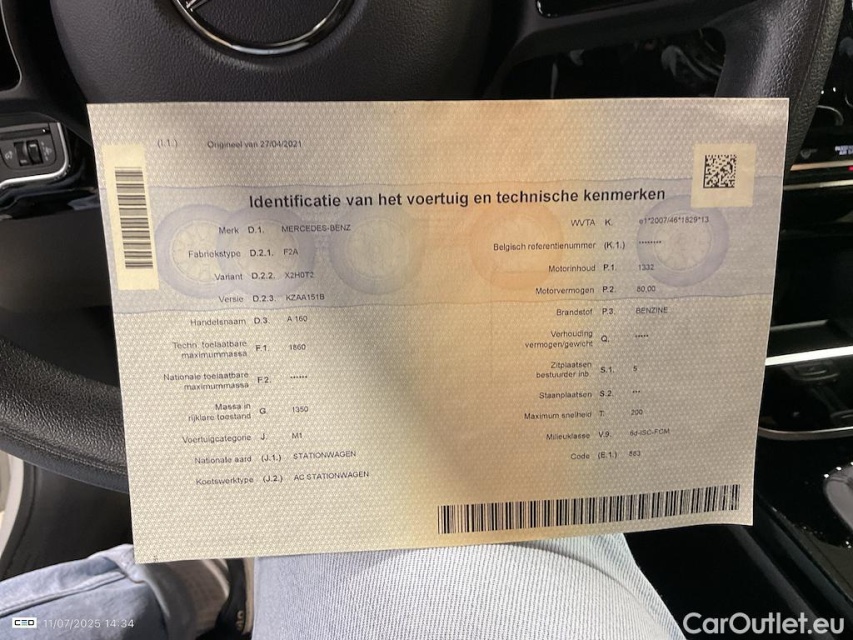 (I.1.) Origineel van 27/04/2021
Identificatie van het voertuig en technische kenmerken
Merk D.1. MERCEDES-BENZ
Fabriekstype D.2.1. F2A
Variant D.2.2. X2H0T2
Versie D.2.3. KZAA151B
Handelsnaam D.3. A 160
Techn. toelaatbare
maximummassa F.1. 1860
Nationale toelaatbare
maximummassa F.2. ******
Massa in
rijklare toestand G. 1350
Voertuigcategorie J. M1
Nationale aard (J.1.) STATIONWAGEN
Koetswerktype (J.2.) AC STATIONWAGEN
WVTA K. e1*2007/46*1829*13
Belgisch referentienummer (K.1.) ********
Motorinhoud P.1. 1332
Motorvermogen P.2. 80,00
Brandstof P.3. BENZINE
Verhouding
vermogen/gewicht Q. *****
Zitplaatsen
bestuurder inb. S.1. 5
Staanplaatsen S.2. ***
Maximum snelheid T. 200
Milieuklasse V.9. 6d-ISC-FCM
Code (E.1.) 863
CED 11/07/2025 14:34
CarOutlet.eu